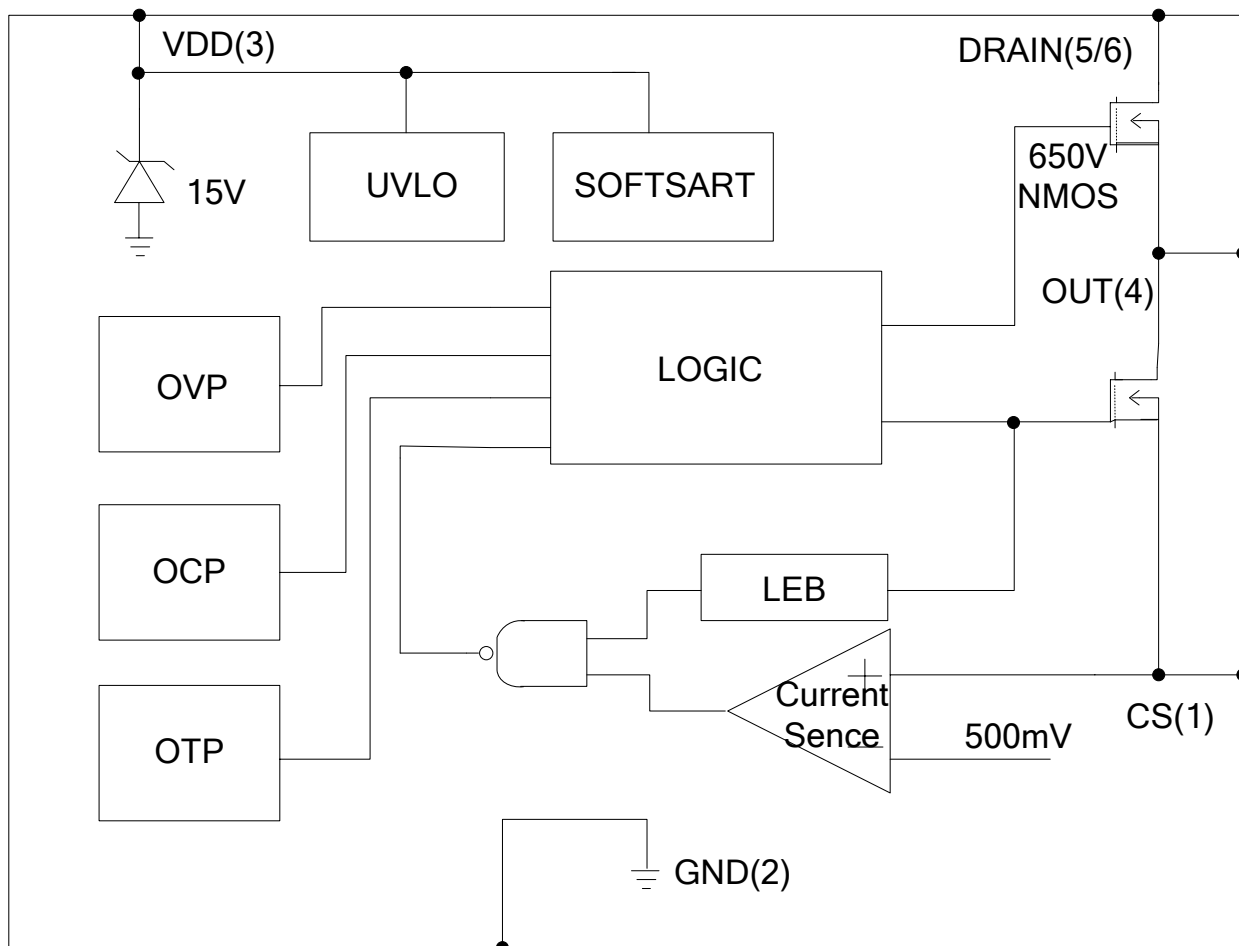 VDD(3)
DRAIN(5/6)
15V
UVLO
SOFTSART
650V
NMOS
OUT(4)
OVP
LOGIC
OCP
LEB
OTP
Current
Sence
500mV
CS(1)
GND(2)